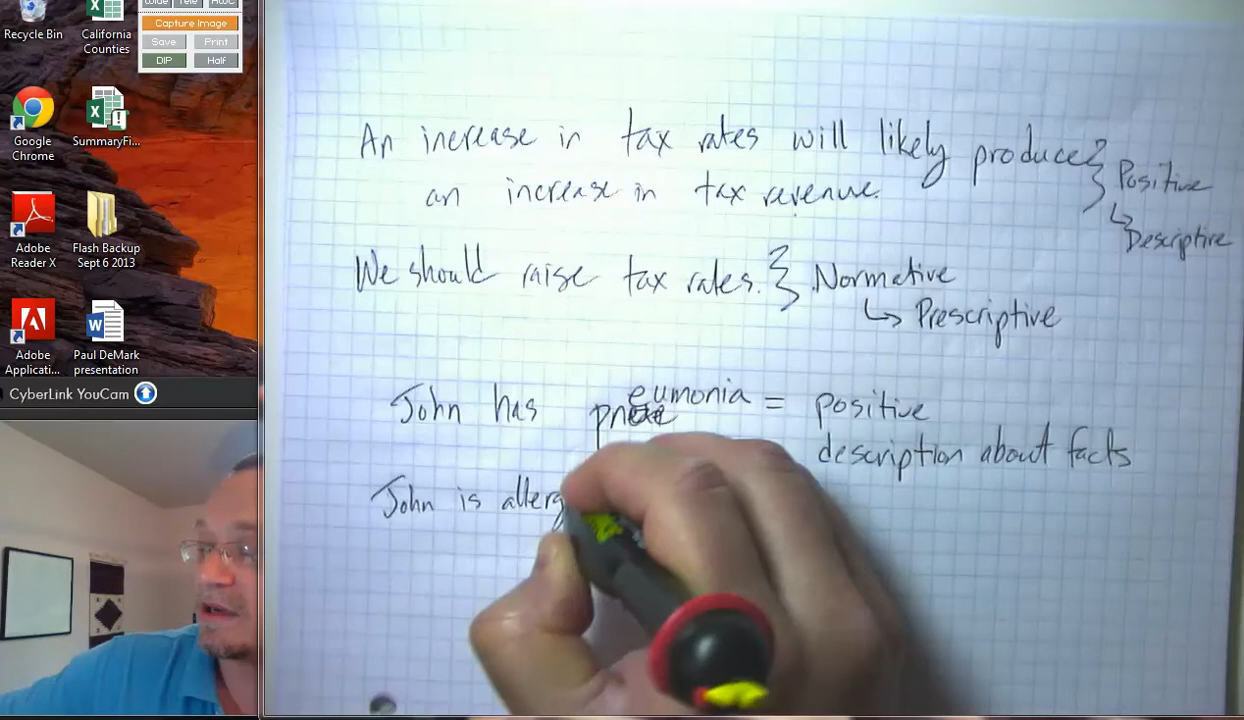 Wide Tele AWC
Capture Image
Save Print
DIP Half
Recycle Bin
California Counties
Google Chrome
SummaryFi...
Adobe Reader X
Flash Backup Sept 6 2013
Adobe Applicati...
Paul DeMark presentation
CyberLink YouCam
An increase in tax rates will likely produce } Positive
an increase in tax revenue.
↳ Descriptive
We should raise tax rates. } Normative
↳ Prescriptive
John has pneumonia = positive
description about facts
John is allerg